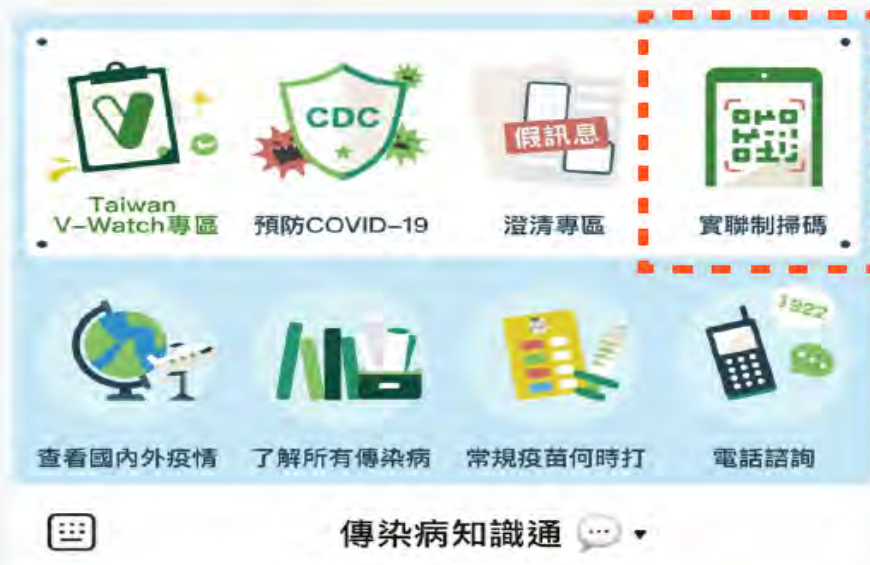 CDC
假訊息
Taiwan
V-Watch專區
預防COVID-19
澄清專區
實聯制掃碼
1922
查看國內外疫情
了解所有傳染病
常規疫苗何時打
電話諮詢
傳染病知識通